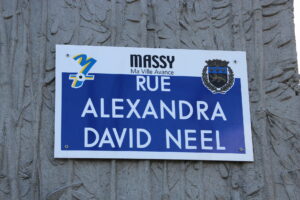 MASSY
Ma Ville Avance
RUE
ALEXANDRA
DAVID NEEL